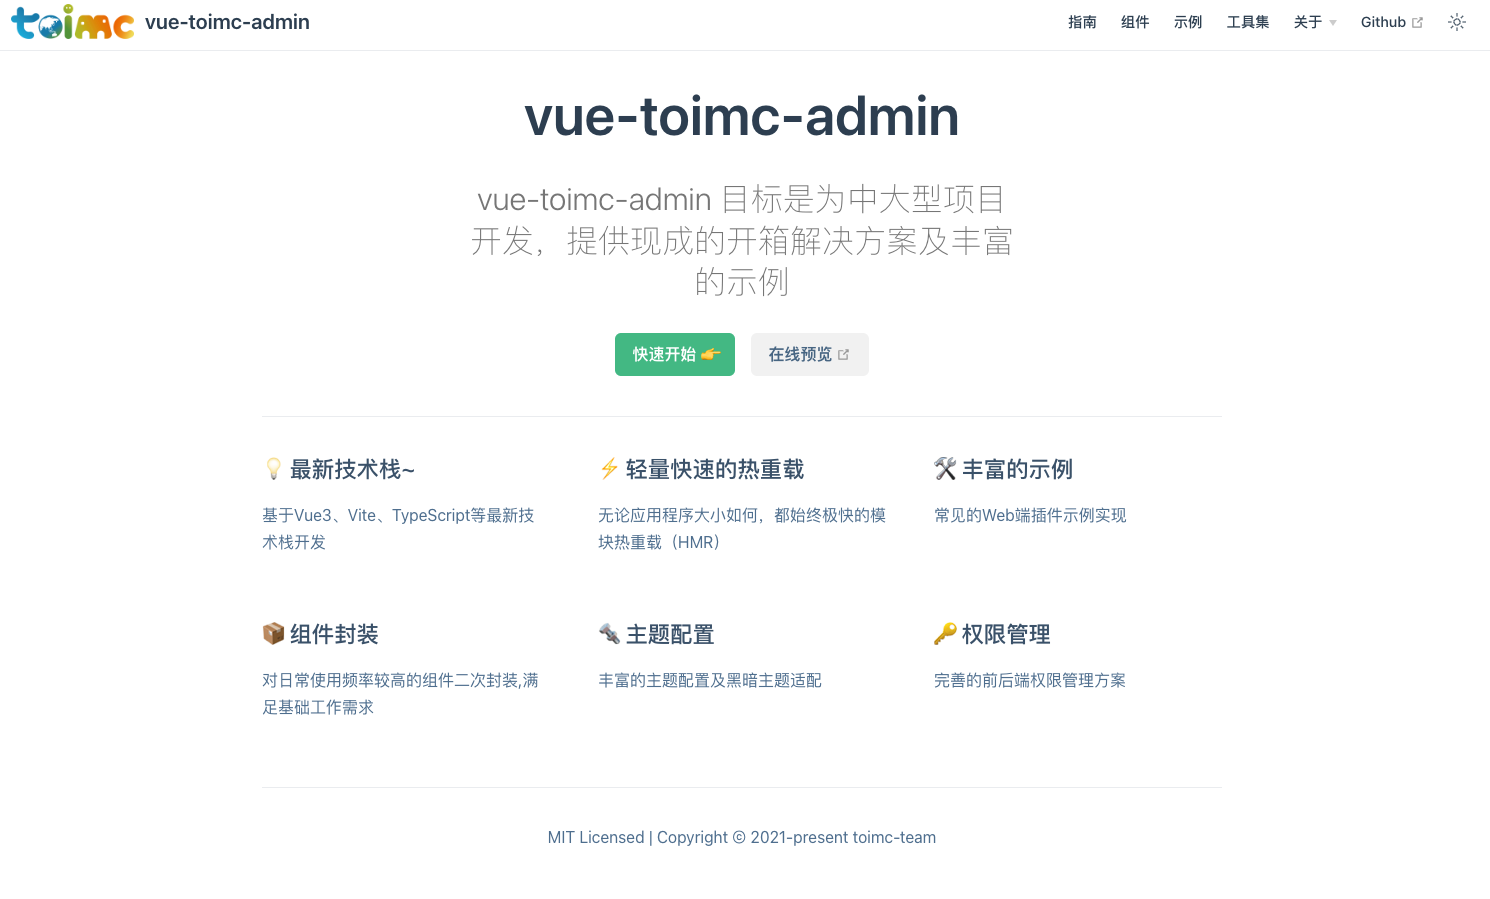 toimc vue-toimc-admin 指南 组件 示例 工具集 关于 Github
vue-toimc-admin
vue-toimc-admin 目标是为中大型项目
开发，提供现成的开箱解决方案及丰富
的示例
快速开始 👉 在线预览
💡 最新技术栈~
基于Vue3、Vite、TypeScript等最新技
术栈开发
⚡ 轻量快速的热重载
无论应用程序大小如何，都始终极快的模
块热重载（HMR）
🛠 丰富的示例
常见的Web端插件示例实现
📦 组件封装
对日常使用频率较高的组件二次封装,满
足基础工作需求
🔩 主题配置
丰富的主题配置及黑暗主题适配
🔑 权限管理
完善的前后端权限管理方案
MIT Licensed | Copyright © 2021-present toimc-team